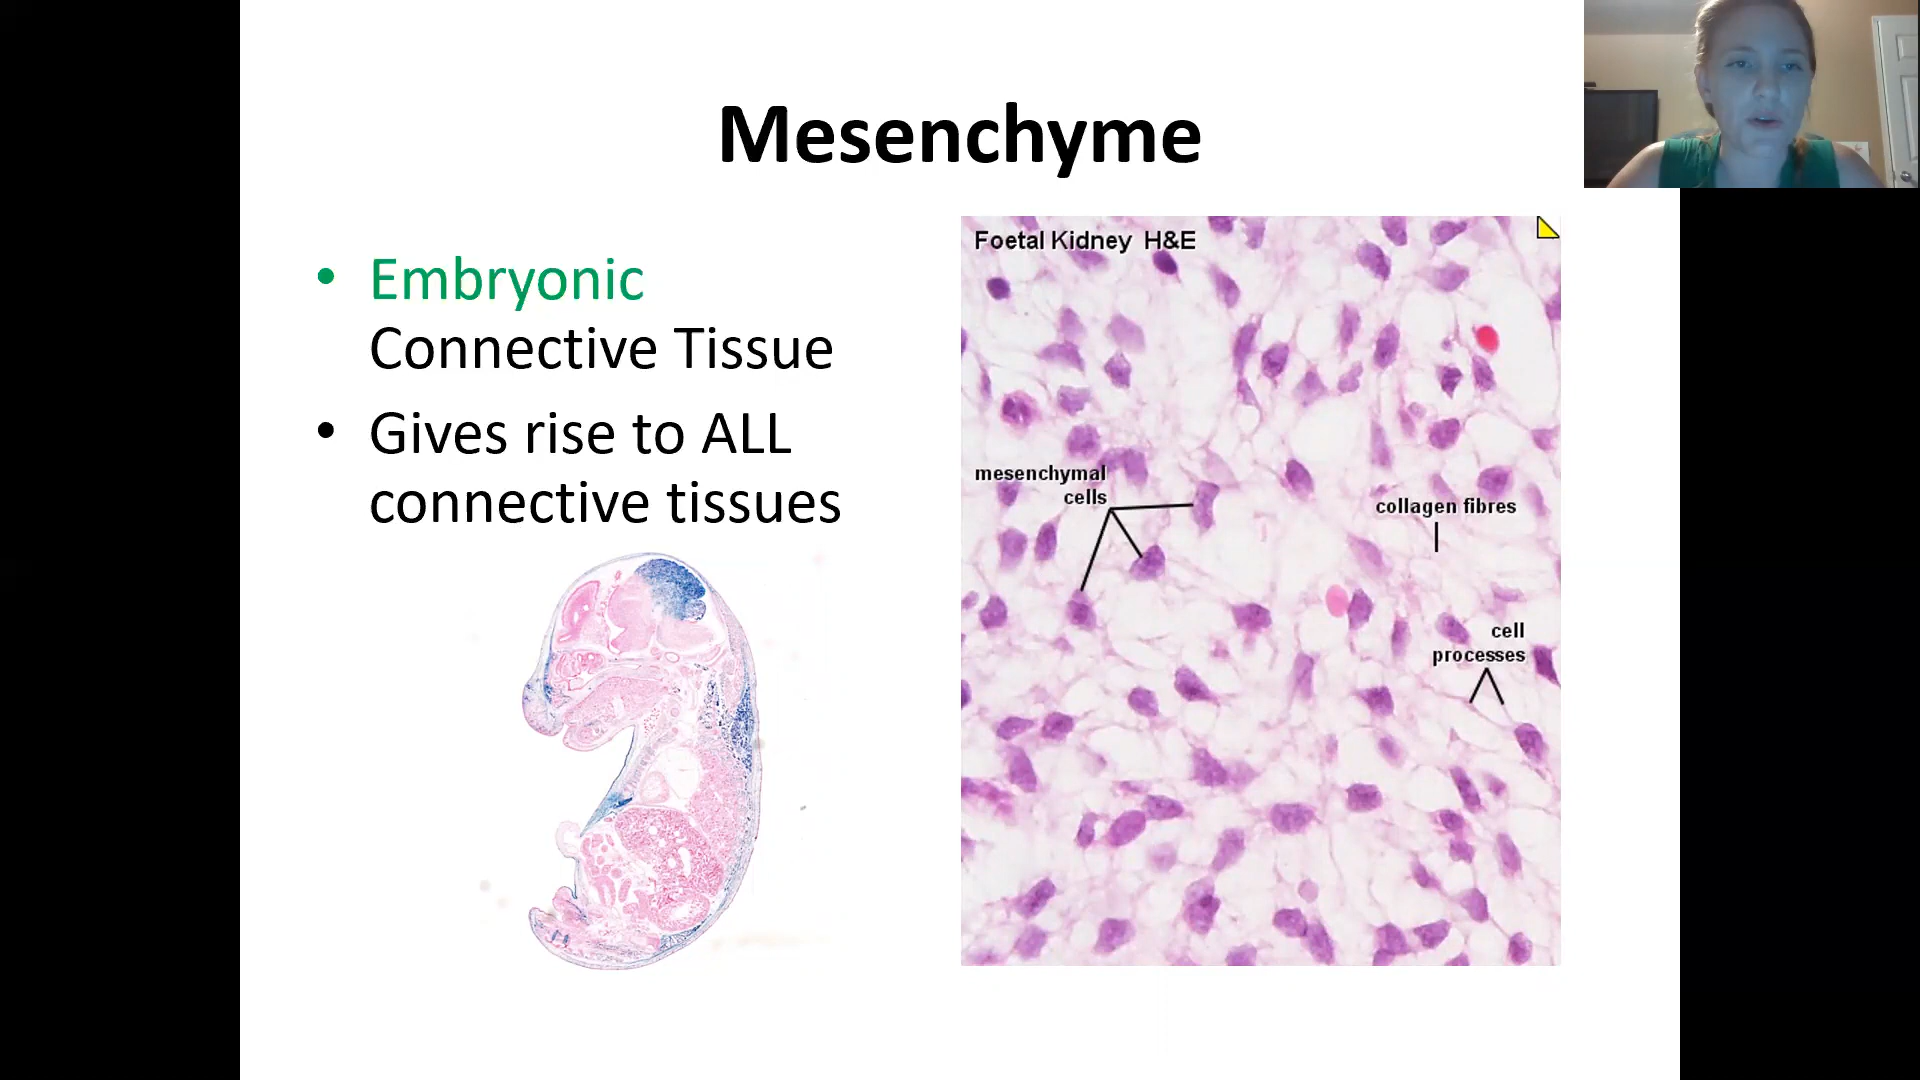 Mesenchyme
• Embryonic
Connective Tissue
• Gives rise to ALL
connective tissues
Foetal Kidney H&E
mesenchymal
cells
collagen fibres
cell
processes